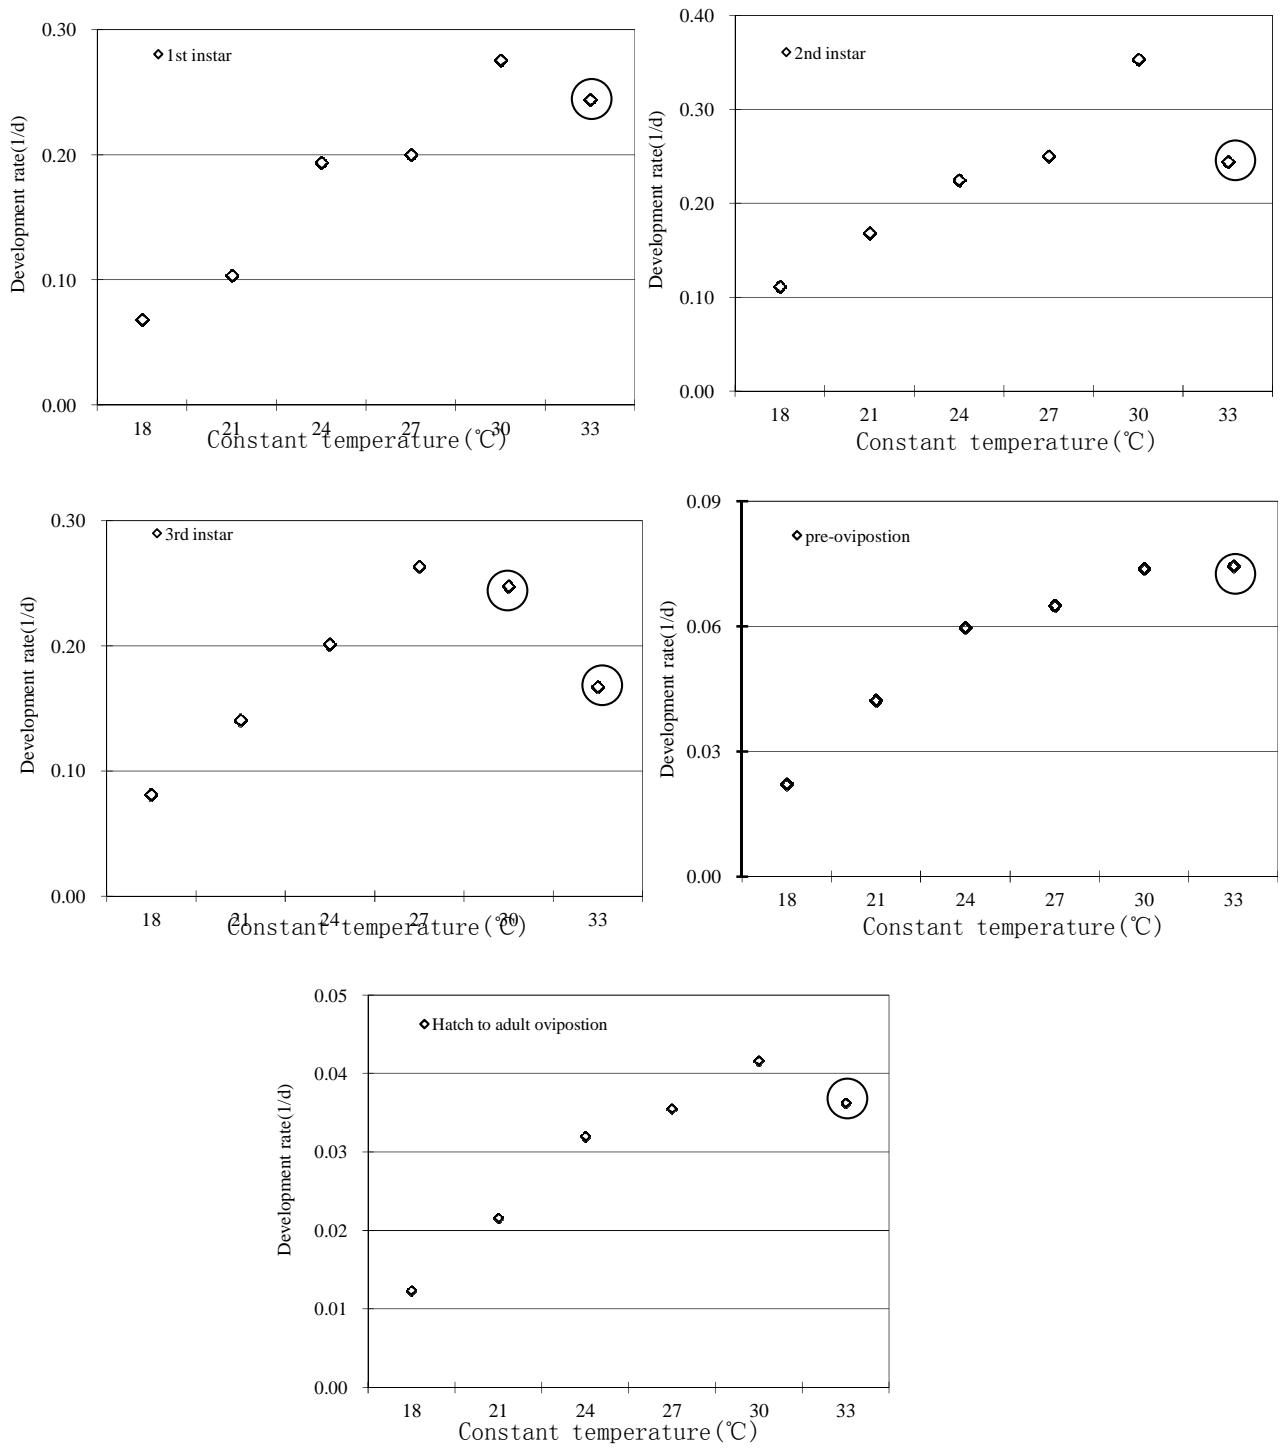 0.30
1st instar
0.20
0.10
0.00
Development rate(1/d)
18 21 24 27 30 33
Constant temperature(℃)
0.40
2nd instar
0.30
0.20
0.10
0.00
Development rate(1/d)
18 21 24 27 30 33
Constant temperature(℃)
0.30
3rd instar
0.20
0.10
0.00
Development rate(1/d)
18 21 24 27 30 33
Constant temperature(℃)
0.09
pre-ovipostion
0.06
0.03
0.00
Development rate(1/d)
18 21 24 27 30 33
Constant temperature(℃)
0.05
Hatch to adult ovipostion
0.04
0.03
0.02
0.01
0.00
Development rate(1/d)
18 21 24 27 30 33
Constant temperature(℃)